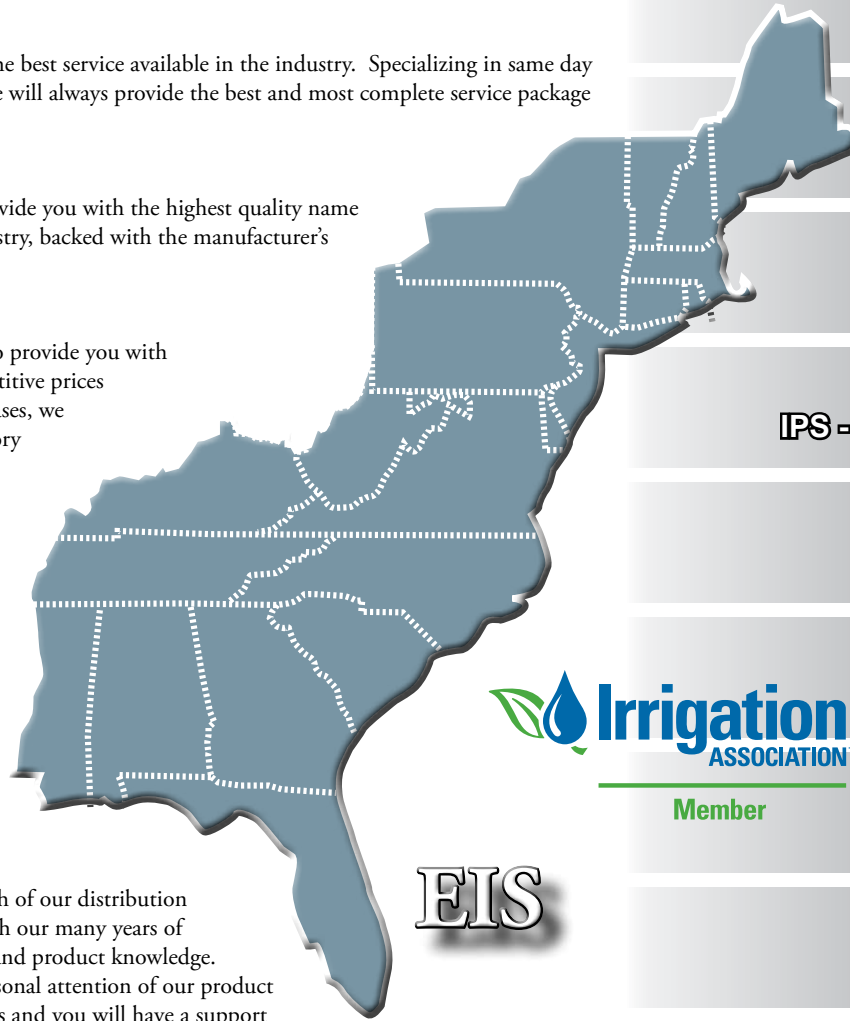 he best service available in the industry. Specializing in same day
e will always provide the best and most complete service package
vide you with the highest quality name
stry, backed with the manufacturer's
o provide you with
titive prices
ses, we
ory
IPS -
Irrigation
ASSOCIATION
Member
EIS
h of our distribution
h our many years of
and product knowledge.
sonal attention of our product
s and you will have a support